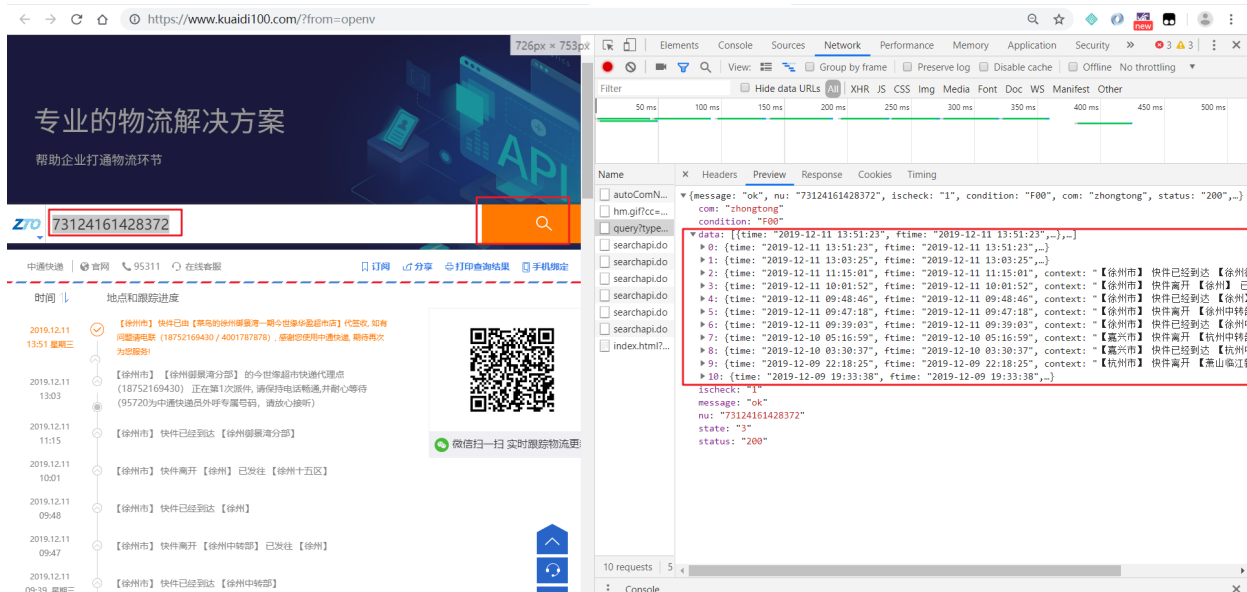 https://www.kuaidi100.com/?from=openv
new
726px × 753px
专业的物流解决方案
帮助企业打通物流环节
API
ZTO 73124161428372
中通快递 官网 95311 在线客服 订阅 分享 打印查询结果 手机绑定
时间 地点和跟踪进度
2019.12.11
13:51 星期三
【徐州市】 快件已由【菜鸟的徐州御景湾一期今世缘华盈超市店】代签收, 如有
问题请电联（18752169430 / 4001787878）, 感谢您使用中通快递, 期待再次
为您服务!
2019.12.11
13:03
【徐州市】 【徐州御景湾分部】 的今世缘超市快递代理点
（18752169430） 正在第1次派件, 请保持电话畅通,并耐心等待
（95720为中通快递员外呼专属号码，请放心接听）
2019.12.11
11:15
【徐州市】 快件已经到达 【徐州御景湾分部】
2019.12.11
10:01
【徐州市】 快件离开 【徐州】 已发往 【徐州十五区】
2019.12.11
09:48
【徐州市】 快件已经到达 【徐州】
2019.12.11
09:47
【徐州市】 快件离开 【徐州中转部】 已发往 【徐州】
2019.12.11
09:39 星期三
【徐州市】 快件已经到达 【徐州中转部】
微信扫一扫 实时跟踪物流更
Elements Console Sources Network Performance Memory Application Security » 3 3
View: Group by frame Preserve log Disable cache Offline No throttling
Filter Hide data URLs All XHR JS CSS Img Media Font Doc WS Manifest Other
50 ms 100 ms 150 ms 200 ms 250 ms 300 ms 350 ms 400 ms 450 ms 500 ms
Name × Headers Preview Response Cookies Timing
autoComN...
hm.gif?cc=...
query?type...
searchapi.do
searchapi.do
searchapi.do
searchapi.do
searchapi.do
searchapi.do
index.html?...
{message: "ok", nu: "73124161428372", ischeck: "1", condition: "F00", com: "zhongtong", status: "200",…}
com: "zhongtong"
condition: "F00"
data: [{time: "2019-12-11 13:51:23", ftime: "2019-12-11 13:51:23",…},…]
0: {time: "2019-12-11 13:51:23", ftime: "2019-12-11 13:51:23",…}
1: {time: "2019-12-11 13:03:25", ftime: "2019-12-11 13:03:25",…}
2: {time: "2019-12-11 11:15:01", ftime: "2019-12-11 11:15:01", context: "【徐州市】 快件已经到达 【徐州
3: {time: "2019-12-11 10:01:52", ftime: "2019-12-11 10:01:52", context: "【徐州市】 快件离开 【徐州】 已
4: {time: "2019-12-11 09:48:46", ftime: "2019-12-11 09:48:46", context: "【徐州市】 快件已经到达 【徐州】
5: {time: "2019-12-11 09:47:18", ftime: "2019-12-11 09:47:18", context: "【徐州市】 快件离开 【徐州中转部
6: {time: "2019-12-11 09:39:03", ftime: "2019-12-11 09:39:03", context: "【徐州市】 快件已经到达 【徐州中
7: {time: "2019-12-10 05:16:59", ftime: "2019-12-10 05:16:59", context: "【嘉兴市】 快件离开 【杭州中转部
8: {time: "2019-12-10 03:30:37", ftime: "2019-12-10 03:30:37", context: "【嘉兴市】 快件已经到达 【杭州中
9: {time: "2019-12-09 22:18:25", ftime: "2019-12-09 22:18:25", context: "【杭州市】 快件离开 【萧山临江
10: {time: "2019-12-09 19:33:38", ftime: "2019-12-09 19:33:38",…}
ischeck: "1"
message: "ok"
nu: "73124161428372"
state: "3"
status: "200"
10 requests 5
Console